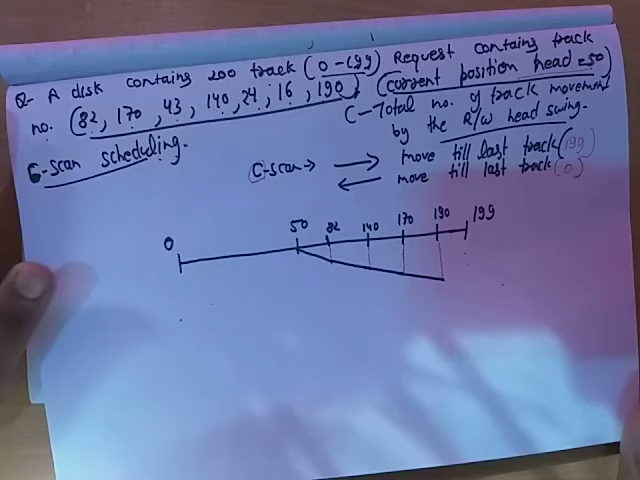 Q- A disk contains 200 track (0-199) Request contains track
no. (82, 170, 43, 140, 24, 16, 190). (current position head = 50)
C-Total no. of track movement
by the R/w head swing.
C-scan scheduling.
C-scan → → move till last track (199)
← move till last track (0)
0 50 82 140 170 190 199